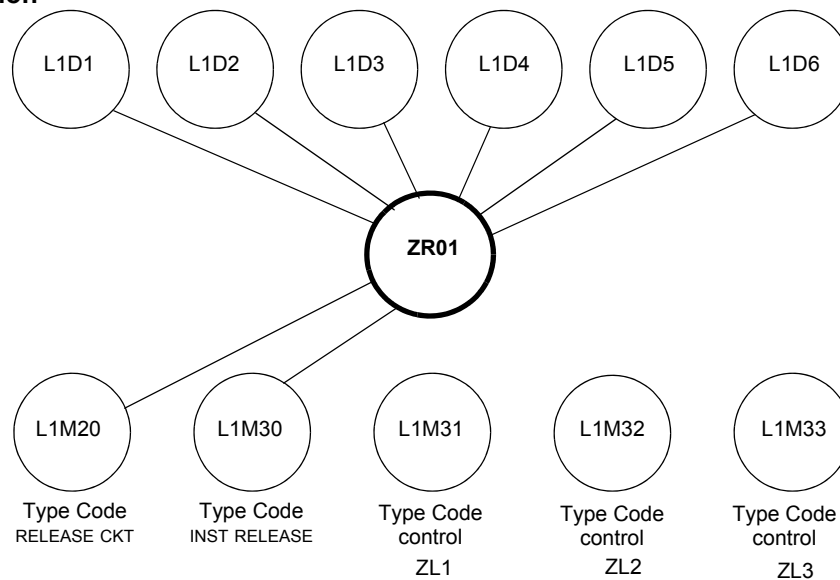 L1D1 L1D2 L1D3 L1D4 L1D5 L1D6
ZR01
L1M20 L1M30 L1M31 L1M32 L1M33
Type Code
RELEASE CKT
Type Code
INST RELEASE
Type Code
control
ZL1
Type Code
control
ZL2
Type Code
control
ZL3